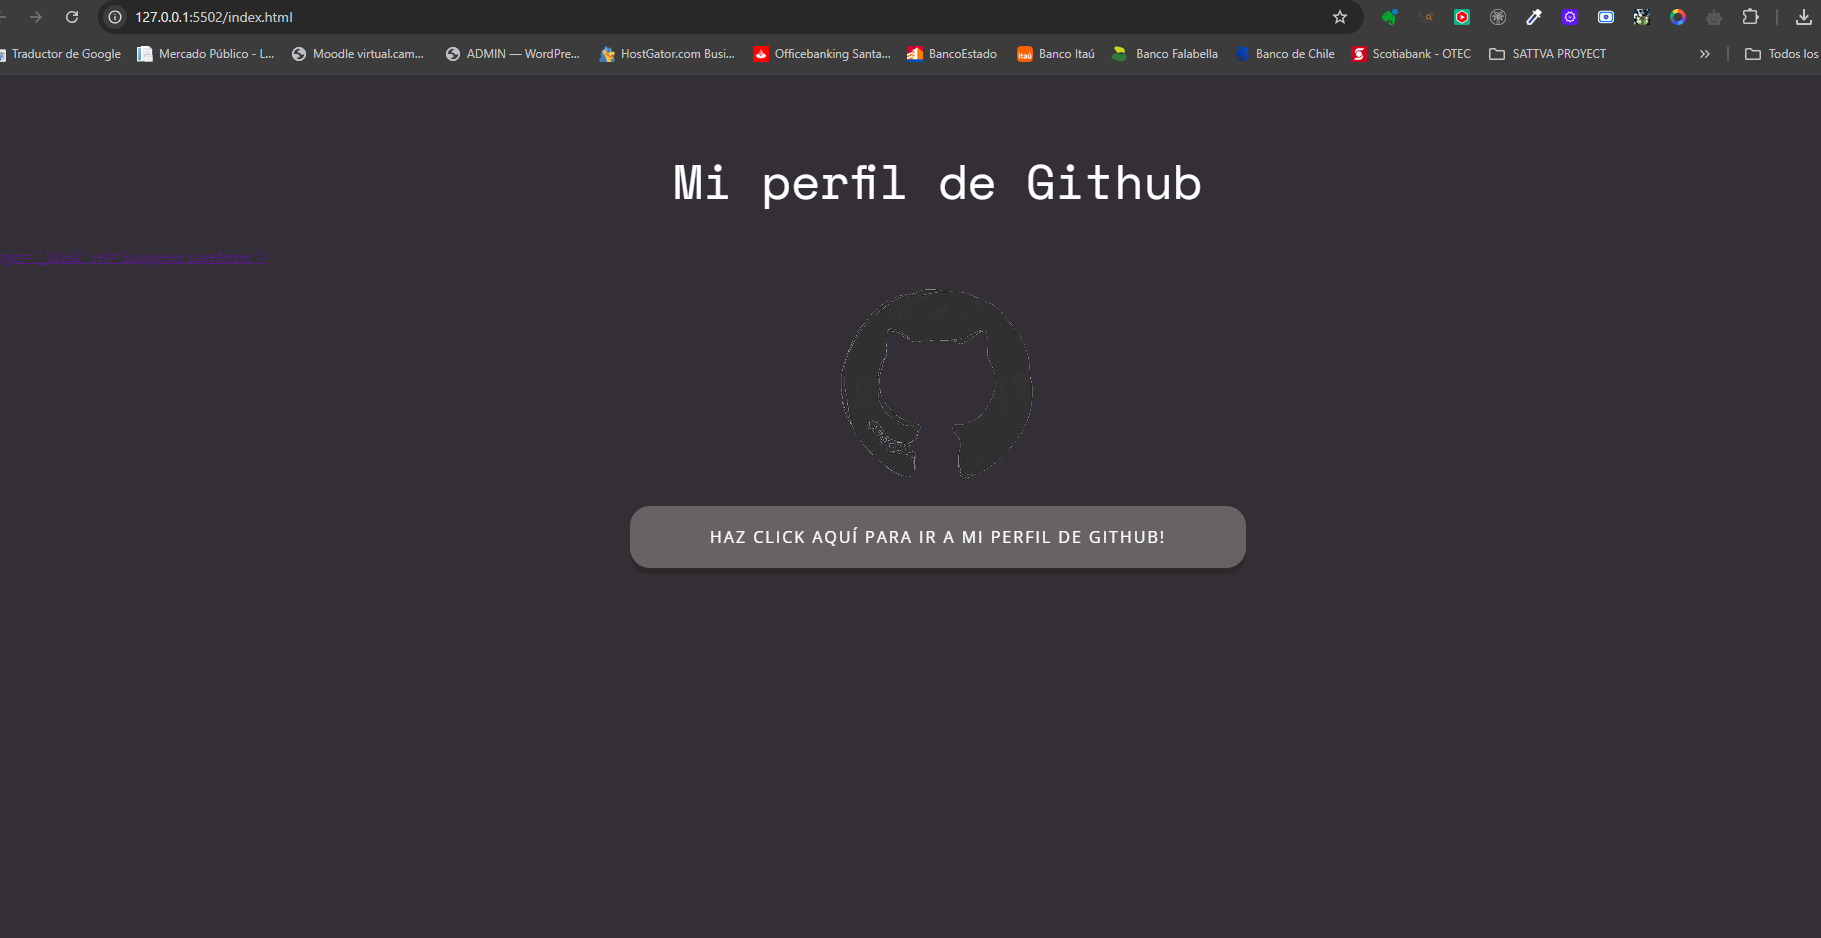 127.0.0.1:5502/index.html
Traductor de Google
Mercado Público - L...
Moodle virtual.cam...
ADMIN — WordPre...
HostGator.com Busi...
Officebanking Santa...
BancoEstado
itaú
Banco Itaú
Banco Falabella
Banco de Chile
Scotiabank - OTEC
SATTVA PROYECT
»
Todos los
Mi perfil de Github
rget="_blank" rel="noopener noreferrer">
HAZ CLICK AQUÍ PARA IR A MI PERFIL DE GITHUB!